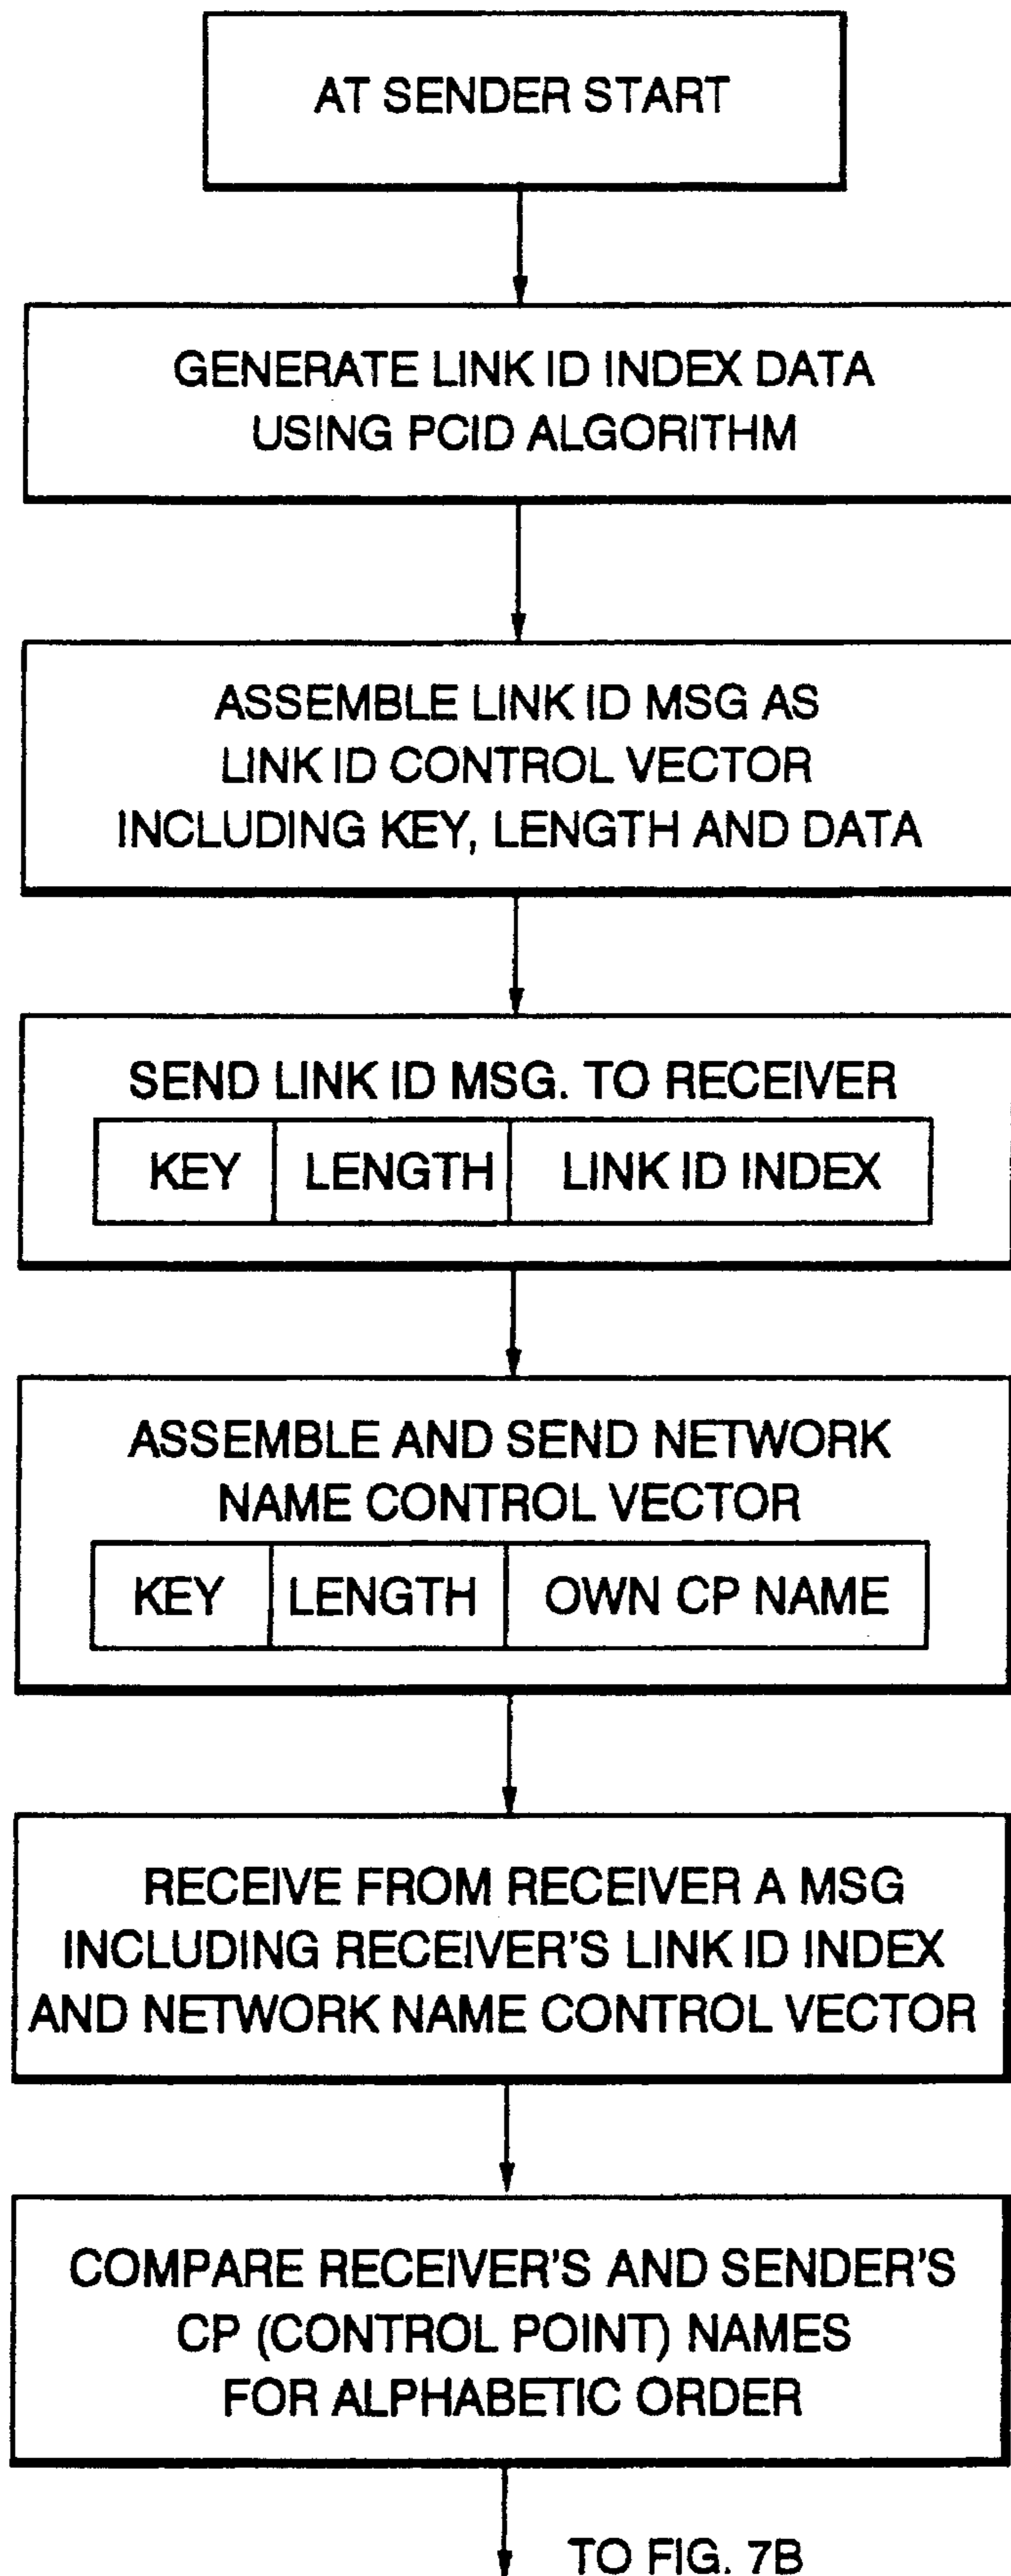 AT SENDER START
GENERATE LINK ID INDEX DATA
USING PCID ALGORITHM
ASSEMBLE LINK ID MSG AS
LINK ID CONTROL VECTOR
INCLUDING KEY, LENGTH AND DATA
SEND LINK ID MSG. TO RECEIVER
KEY LENGTH LINK ID INDEX
ASSEMBLE AND SEND NETWORK
NAME CONTROL VECTOR
KEY LENGTH OWN CP NAME
RECEIVE FROM RECEIVER A MSG
INCLUDING RECEIVER'S LINK ID INDEX
AND NETWORK NAME CONTROL VECTOR
COMPARE RECEIVER'S AND SENDER'S
CP (CONTROL POINT) NAMES
FOR ALPHABETIC ORDER
TO FIG. 7B